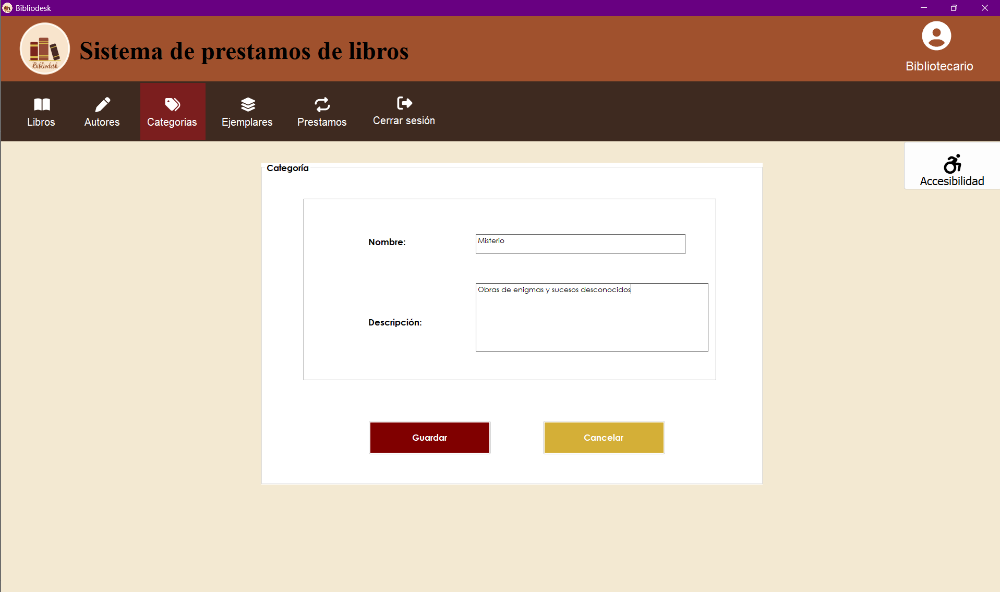 Bibliodesk
Bibliodesk
Sistema de prestamos de libros
Bibliotecario
Libros
Autores
Categorias
Ejemplares
Prestamos
Cerrar sesión
Accesibilidad
Categoría
Nombre:
Misterio
Descripción:
Obras de enigmas y sucesos desconocidos
Guardar
Cancelar